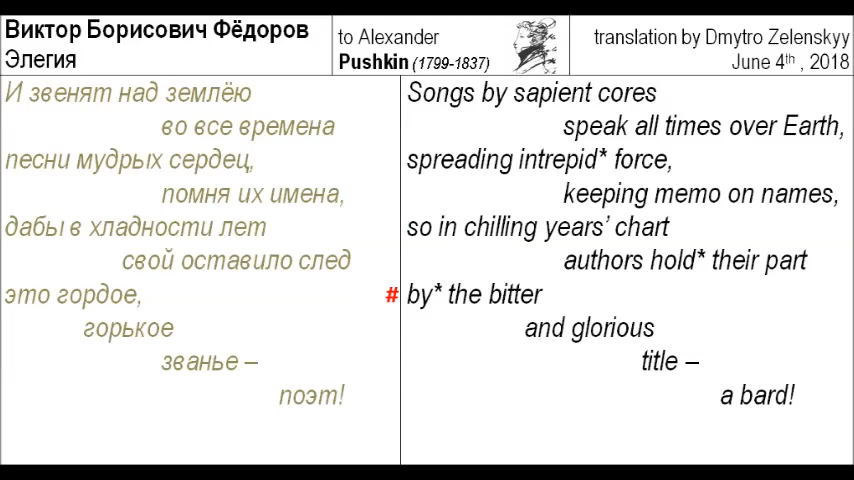 Виктор Борисович Фёдоров
Элегия
to Alexander
Pushkin (1799-1837)
translation by Dmytro Zelenskyy
June 4th , 2018
И звенят над землёю
во все времена
песни мудрых сердец,
помня их имена,
дабы в хладности лет
свой оставило след
это гордое,
горькое
званье –
поэт!
Songs by sapient cores
speak all times over Earth,
spreading intrepid* force,
keeping memo on names,
so in chilling years’ chart
authors hold* their part
# by* the bitter
and glorious
title –
a bard!